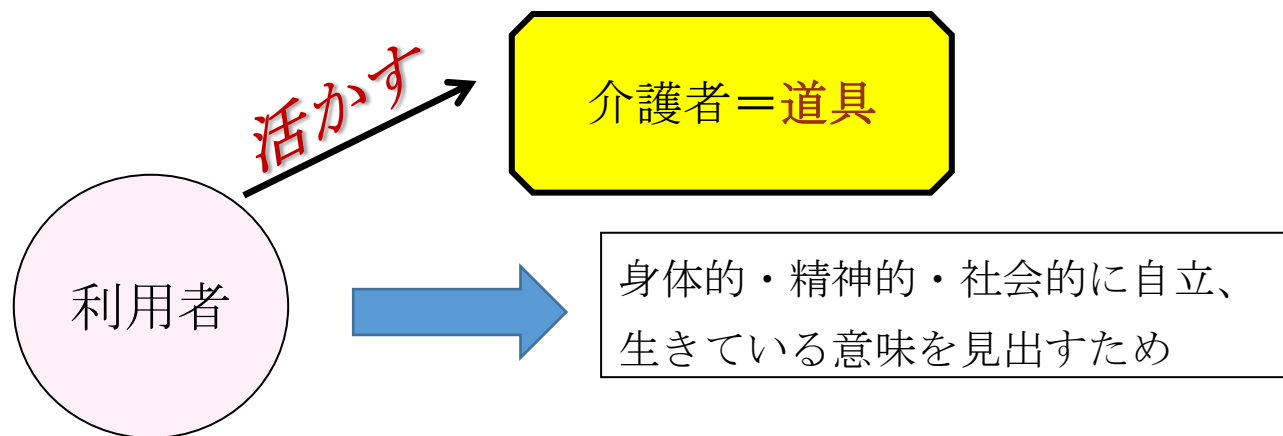 活かす
介護者＝道具
利用者
身体的・精神的・社会的に自立、
生きている意味を見出すため